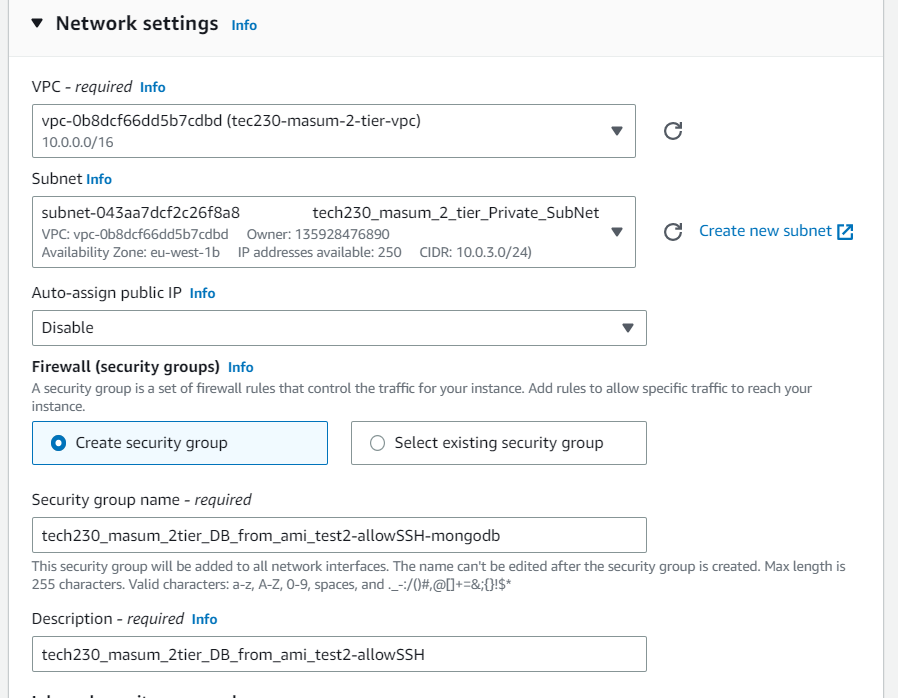 Network settings Info
VPC - required Info
vpc-0b8dcf66dd5b7cdbd (tec230-masum-2-tier-vpc)
10.0.0.0/16
Subnet Info
subnet-043aa7dcf2c26f8a8 tech230_masum_2_tier_Private_SubNet
VPC: vpc-0b8dcf66dd5b7cdbd Owner: 135928476890
Availability Zone: eu-west-1b IP addresses available: 250 CIDR: 10.0.3.0/24)
Create new subnet
Auto-assign public IP Info
Disable
Firewall (security groups) Info
A security group is a set of firewall rules that control the traffic for your instance. Add rules to allow specific traffic to reach your
instance.
Create security group
Select existing security group
Security group name - required
tech230_masum_2tier_DB_from_ami_test2-allowSSH-mongodb
This security group will be added to all network interfaces. The name can't be edited after the security group is created. Max length is
255 characters. Valid characters: a-z, A-Z, 0-9, spaces, and ._-:/()#,@[]+=&;{}!$*
Description - required Info
tech230_masum_2tier_DB_from_ami_test2-allowSSH